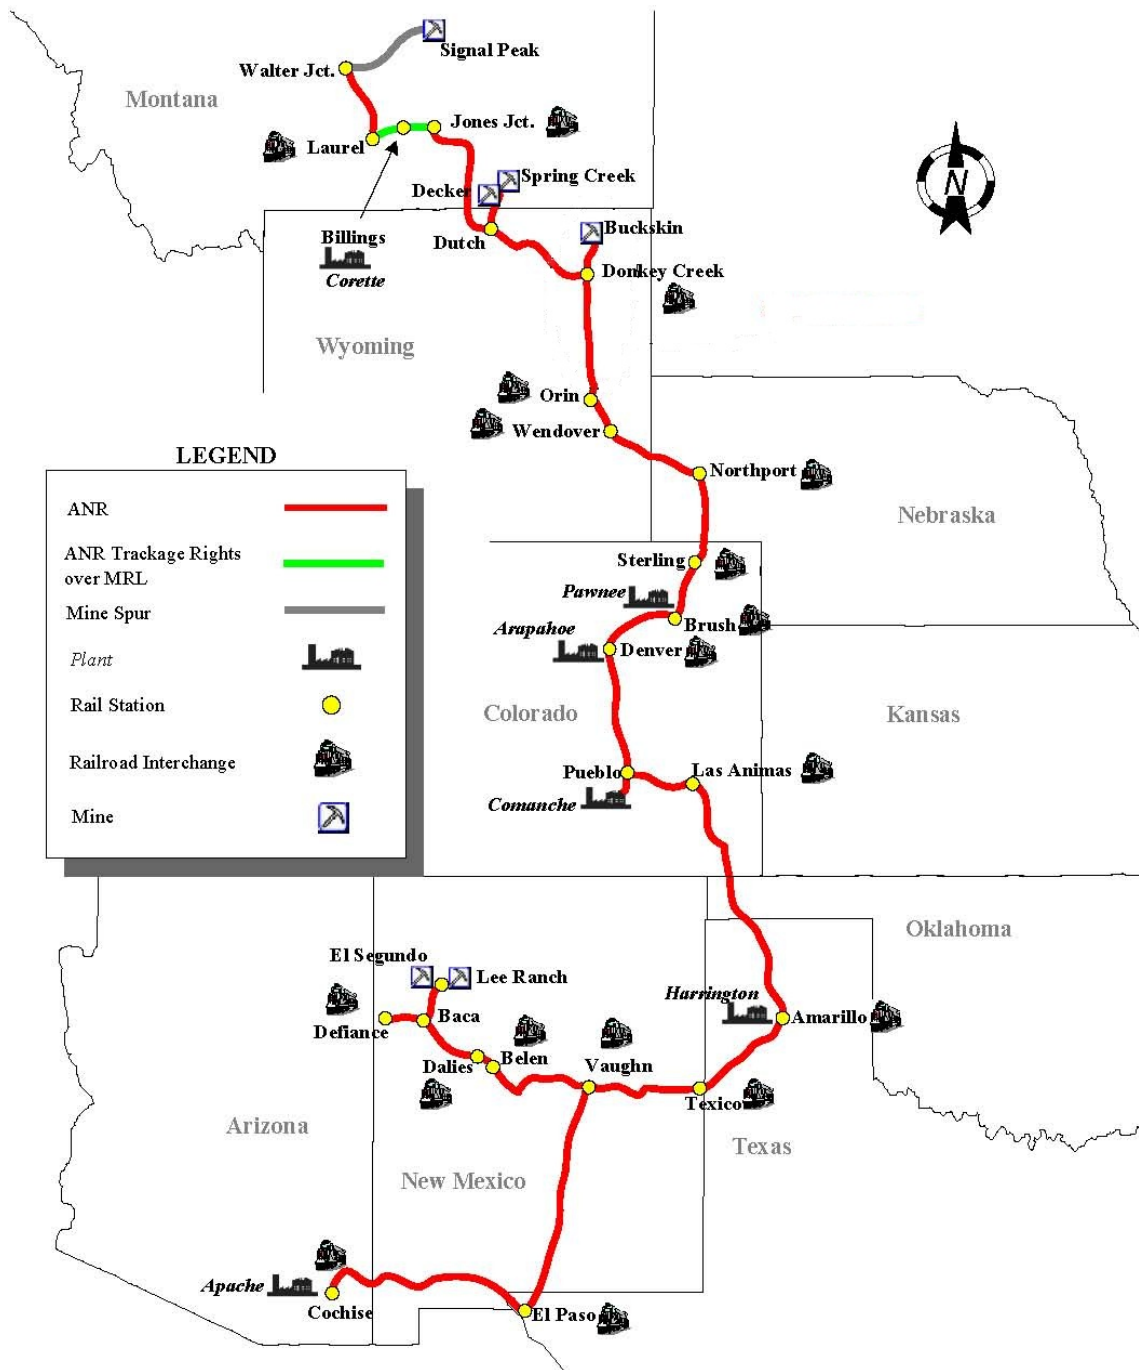 Signal Peak
Walter Jct.
Montana
Jones Jct.
Laurel
Spring Creek
Decker
Buckskin
Dutch
Billings
Corette
Donkey Creek
N
Wyoming
Orin
Wendover
LEGEND
Northport
ANR
Nebraska
ANR Trackage Rights
over MRL
Sterling
Pawnee
Mine Spur
Brush
Arapahoe
Denver
Plant
Rail Station
Colorado
Kansas
Railroad Interchange
Pueblo
Las Animas
Comanche
Mine
Oklahoma
El Segundo
Lee Ranch
Harrington
Amarillo
Defiance
Baca
Dalies
Belen
Vaughn
Texico
Arizona
Texas
New Mexico
Apache
Cochise
El Paso